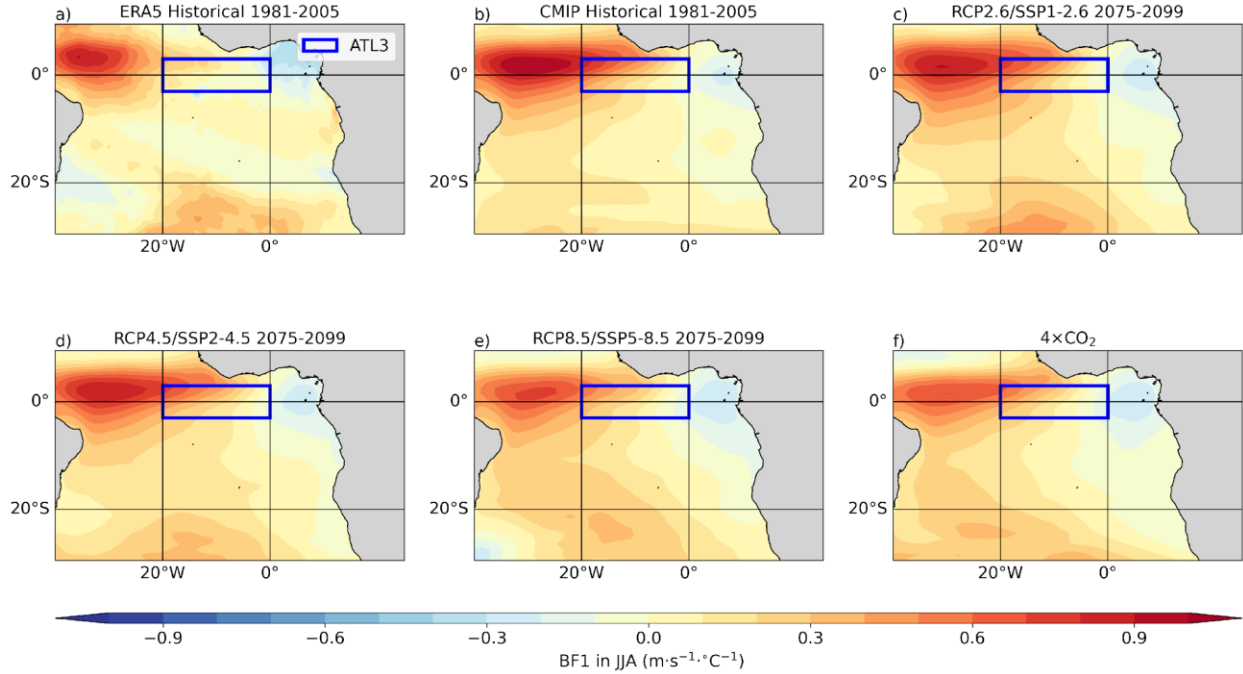 a) ERA5 Historical 1981-2005
b) CMIP Historical 1981-2005
c) RCP2.6/SSP1-2.6 2075-2099
ATL3
0°
20°S
20°W 0°
0°
20°S
20°W 0°
0°
20°S
20°W 0°
d) RCP4.5/SSP2-4.5 2075-2099
e) RCP8.5/SSP5-8.5 2075-2099
f) 4×CO₂
0°
20°S
20°W 0°
0°
20°S
20°W 0°
0°
20°S
20°W 0°
−0.9 −0.6 −0.3 0.0 0.3 0.6 0.9
BF1 in JJA (m·s⁻¹·°C⁻¹)